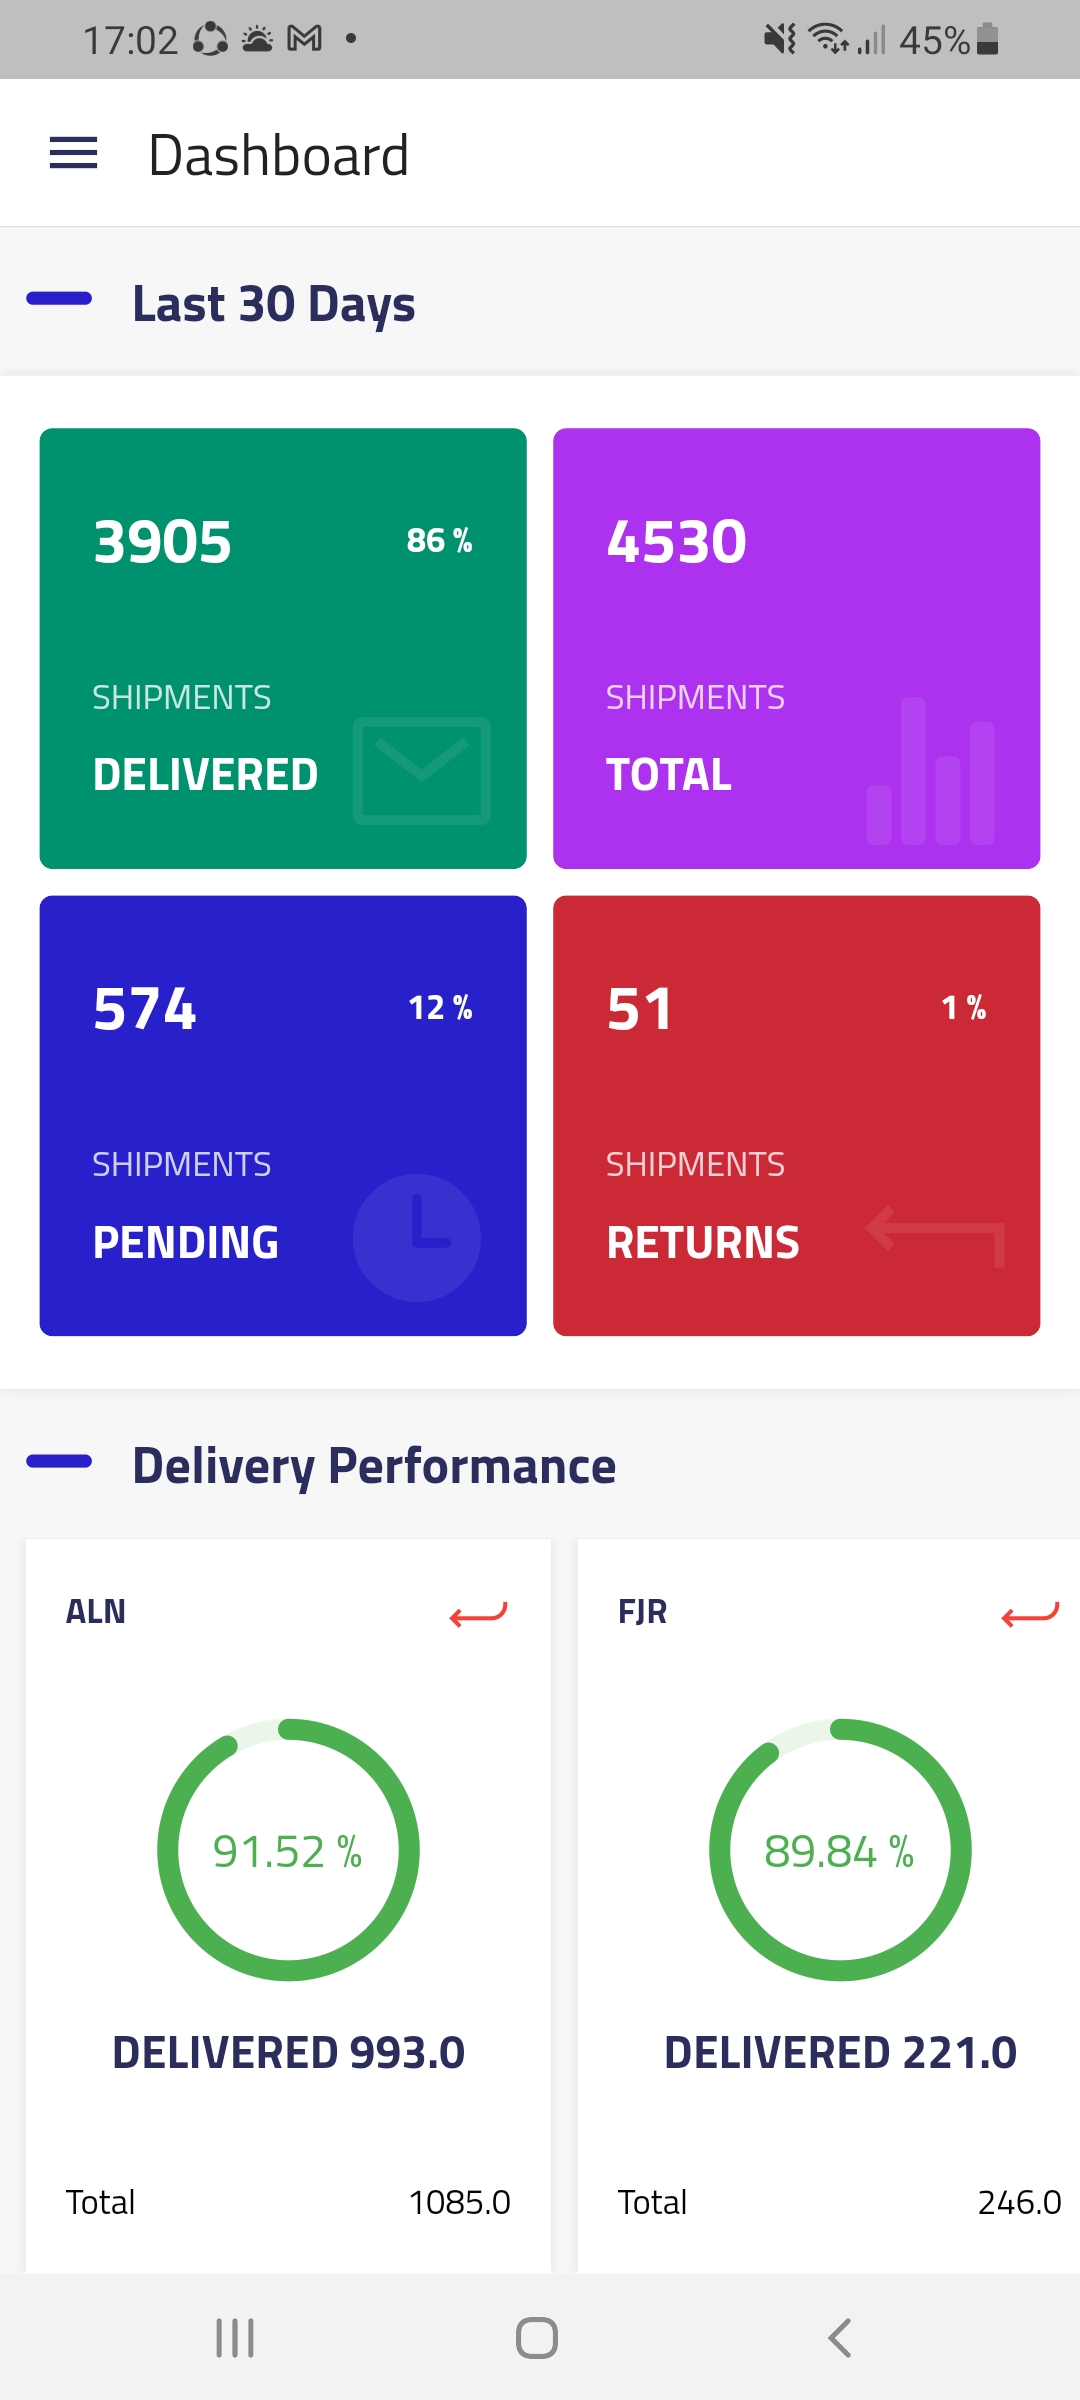 17:02 45%
Dashboard
Last 30 Days
3905 86 %
SHIPMENTS
DELIVERED
4530
SHIPMENTS
TOTAL
574 12 %
SHIPMENTS
PENDING
51 1 %
SHIPMENTS
RETURNS
Delivery Performance
ALN
91.52 %
DELIVERED 993.0
Total 1085.0
FJR
89.84 %
DELIVERED 221.0
Total 246.0